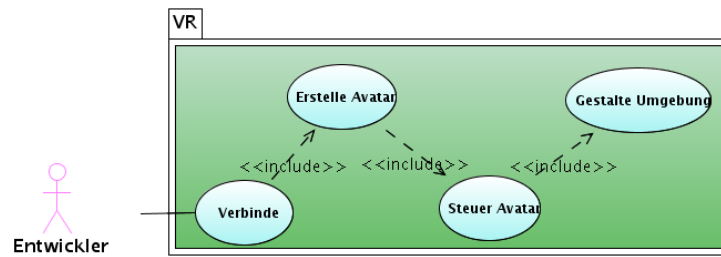 VR
Erstelle Avatar
Gestalte Umgebung
<<include>>
<<include>>
<<include>>
Verbinde
Steuer Avatar
Entwickler